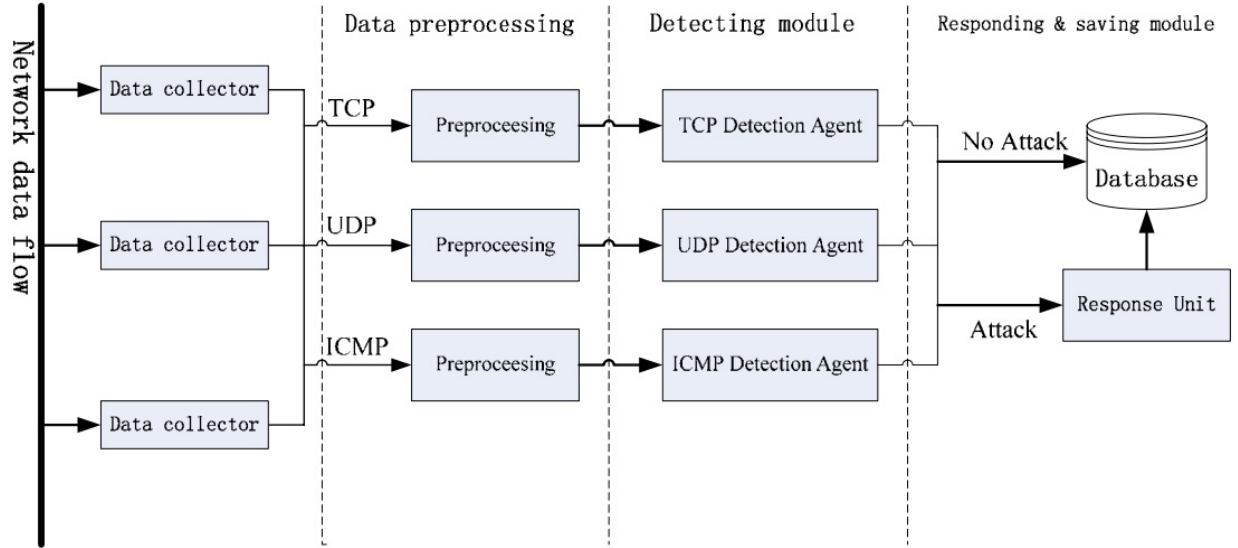 Network data flow
Data preprocessing
Detecting module
Responding & saving module
Data collector
TCP
Preproceesing
TCP Detection Agent
No Attack
Database
Data collector
UDP
Preproceesing
UDP Detection Agent
Attack
Response Unit
ICMP
Preproceesing
ICMP Detection Agent
Data collector